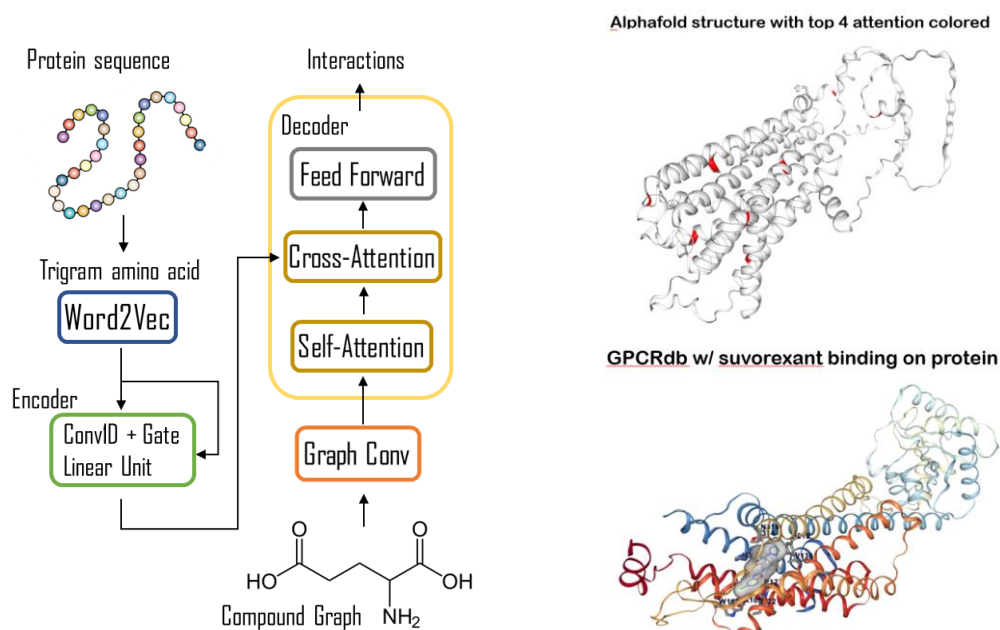 Protein sequence
Trigram amino acid
Word2Vec
Encoder
Conv1D + Gate
Linear Unit
Interactions
Decoder
Feed Forward
Cross-Attention
Self-Attention
Graph Conv
O
O
HO
OH
NH₂
Compound Graph
Alphafold structure with top 4 attention colored
GPCRdb w/ suvorexant binding on protein